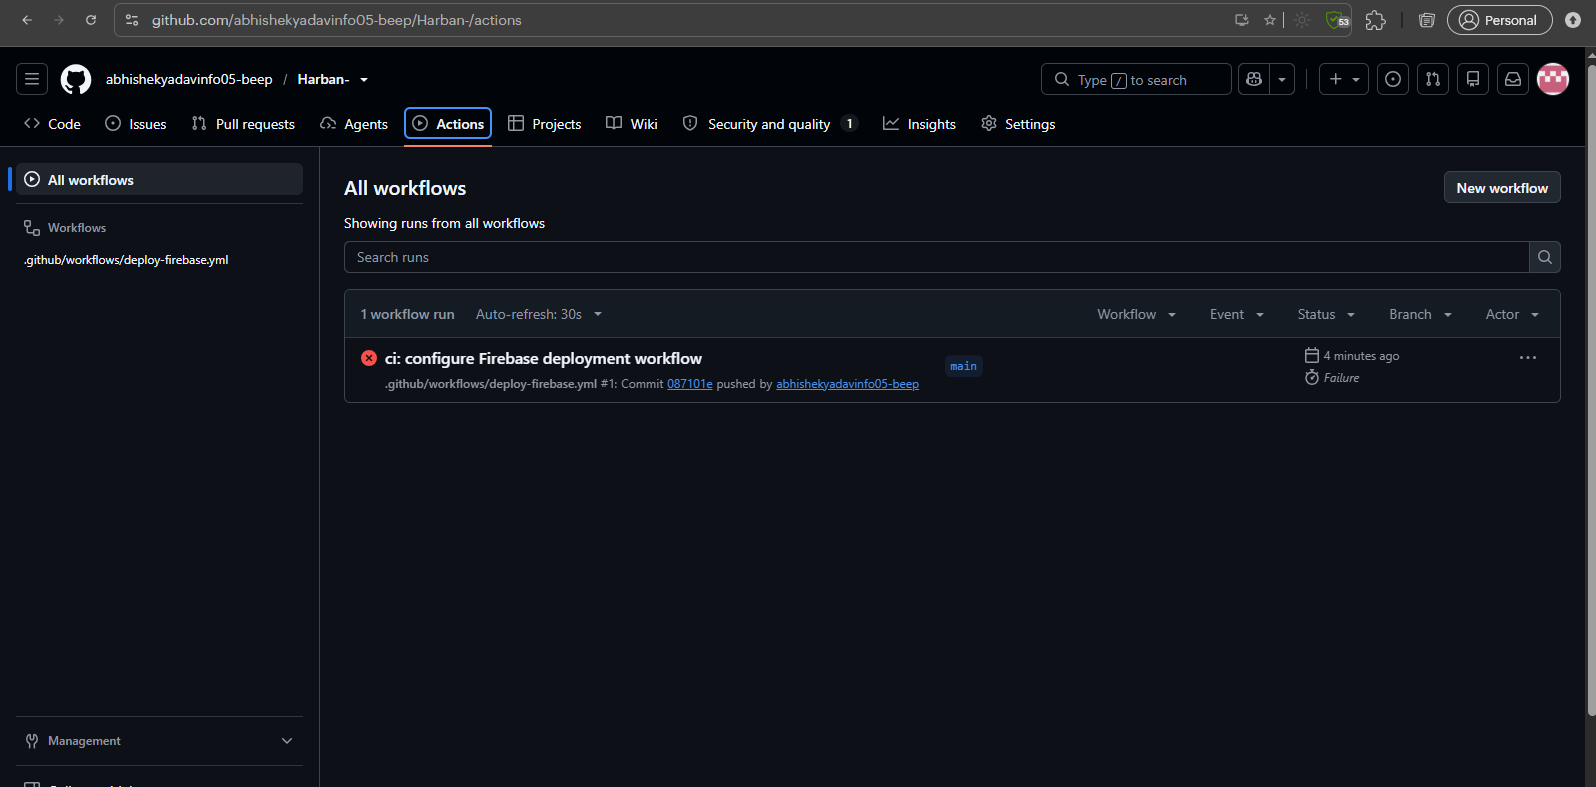 github.com/abhishekyadavinfo05-beep/Harban-/actions
53
Personal
abhishekyadavinfo05-beep / Harban-
Type / to search
Code
Issues
Pull requests
Agents
Actions
Projects
Wiki
Security and quality 1
Insights
Settings
All workflows
Workflows
.github/workflows/deploy-firebase.yml
Management
All workflows
New workflow
Showing runs from all workflows
Search runs
1 workflow run
Auto-refresh: 30s
Workflow
Event
Status
Branch
Actor
ci: configure Firebase deployment workflow
.github/workflows/deploy-firebase.yml #1: Commit 087101e pushed by abhishekyadavinfo05-beep
main
4 minutes ago
Failure